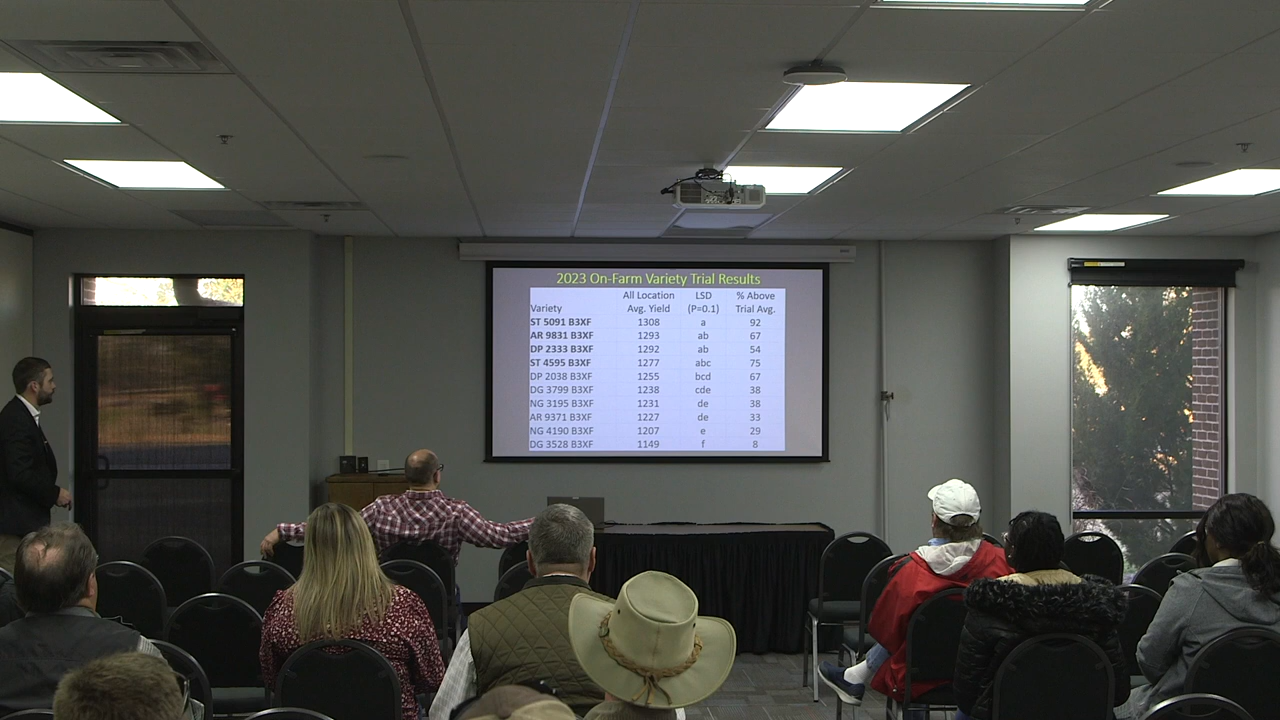 2023 On-Farm Variety Trial Results
Variety All Location Avg. Yield LSD (P=0.1) % Above Trial Avg.
ST 5091 B3XF 1308 a 92
AR 9831 B3XF 1293 ab 67
DP 2333 B3XF 1292 ab 54
ST 4595 B3XF 1277 abc 75
DP 2038 B3XF 1255 bcd 67
DG 3799 B3XF 1238 cde 38
NG 3195 B3XF 1231 de 38
AR 9371 B3XF 1227 de 33
NG 4190 B3XF 1207 e 29
DG 3528 B3XF 1149 f 8